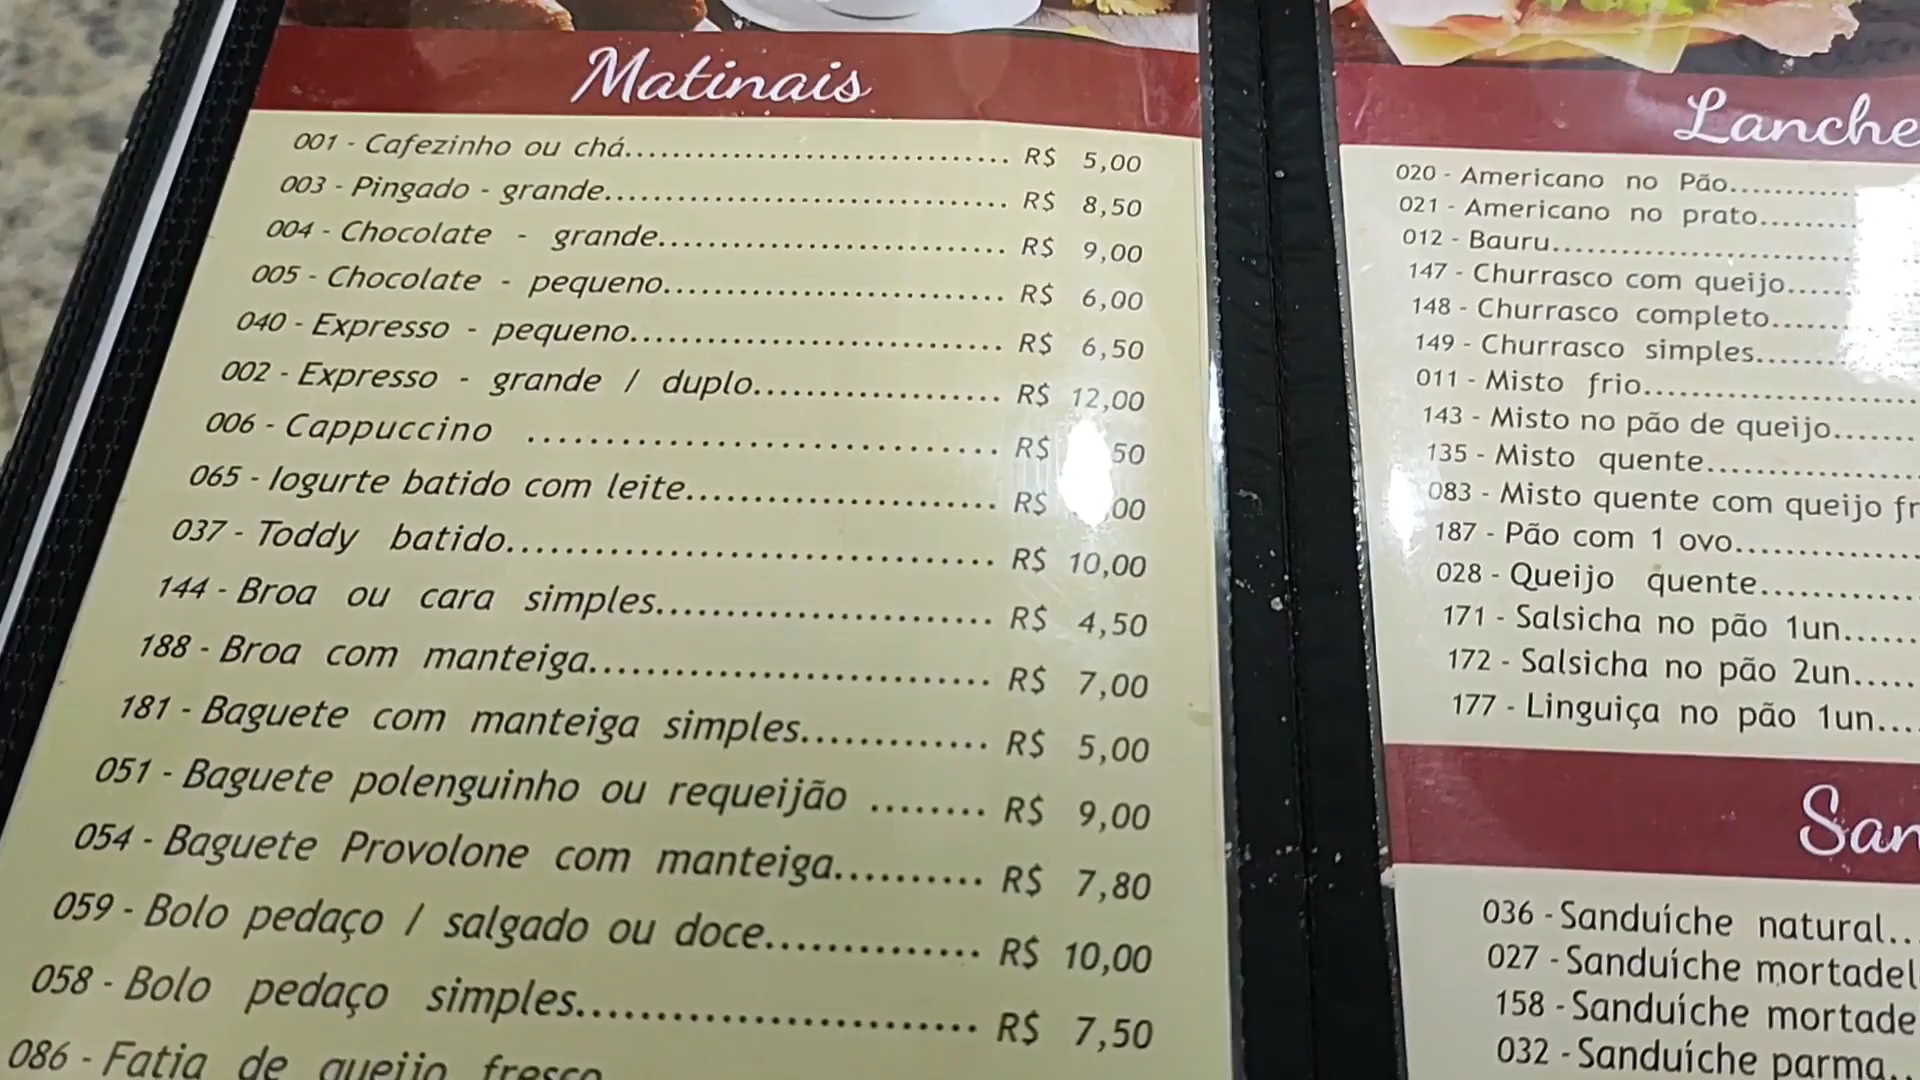 Matinais
001 - Cafezinho ou chá.............................. R$ 5,00
003 - Pingado - grande............................... R$ 8,50
004 - Chocolate - grande........................... R$ 9,00
005 - Chocolate - pequeno......................... R$ 6,00
040 - Expresso - pequeno........................... R$ 6,50
002 - Expresso - grande / duplo.................. R$ 12,00
006 - Cappuccino .................................. R$ 50
065 - Iogurte batido com leite..................... R$ ,00
037 - Toddy batido.................................. R$ 10,00
144 - Broa ou cara simples........................ R$ 4,50
188 - Broa com manteiga............................ R$ 7,00
181 - Baguete com manteiga simples............. R$ 5,00
051 - Baguete polenguinho ou requeijão ........ R$ 9,00
054 - Baguete Provolone com manteiga.......... R$ 7,80
059 - Bolo pedaço / salgado ou doce.............. R$ 10,00
058 - Bolo pedaço simples........................... R$ 7,50
086 - Fatia de queijo fresco
Lanche
020 - Americano no Pão..........
021 - Americano no prato........
012 - Bauru......................
147 - Churrasco com queijo.....
148 - Churrasco completo.......
149 - Churrasco simples........
011 - Misto frio..................
143 - Misto no pão de queijo.......
135 - Misto quente...............
083 - Misto quente com queijo fr
187 - Pão com 1 ovo.............
028 - Queijo quente............
171 - Salsicha no pão 1un......
172 - Salsicha no pão 2un.....
177 - Linguiça no pão 1un....
San
036 - Sanduíche natural..
027 - Sanduíche mortadel
158 - Sanduíche mortade
032 - Sanduíche parma..